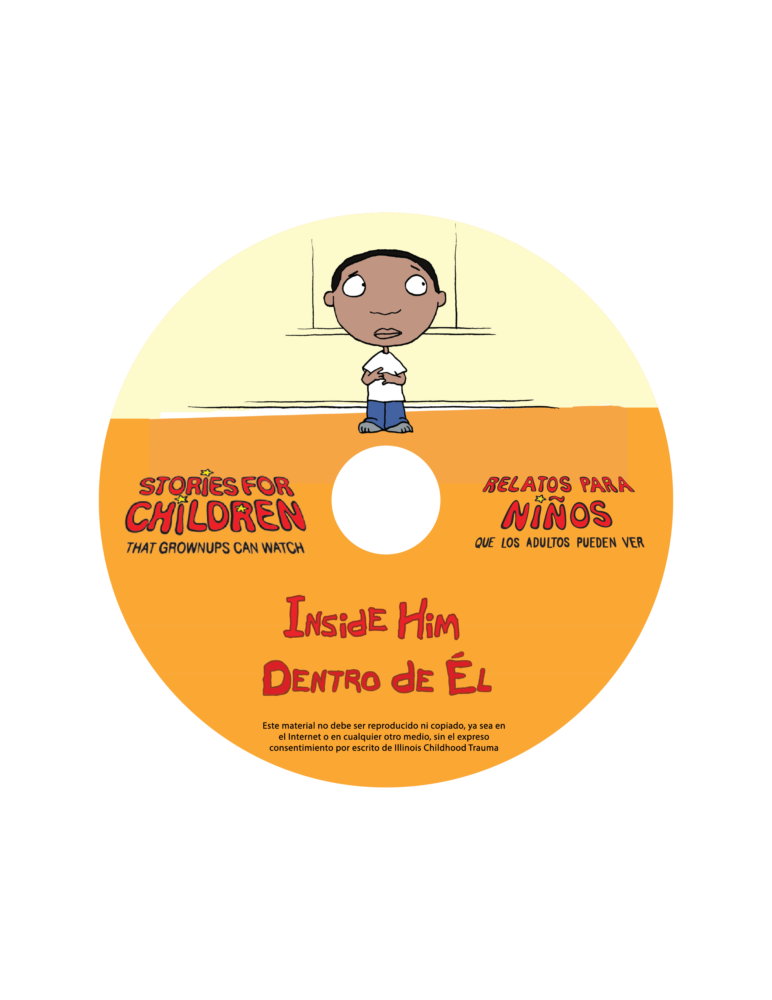 STORIES FOR
CHILDREN
THAT GROWNUPS CAN WATCH
RELATOS PARA
NIÑOS
QUE LOS ADULTOS PUEDEN VER
INSIDE HIM
DENTRO DE ÉL
Este material no debe ser reproducido ni copiado, ya sea en
el Internet o en cualquier otro medio, sin el expreso
consentimiento por escrito de Illinois Childhood Trauma